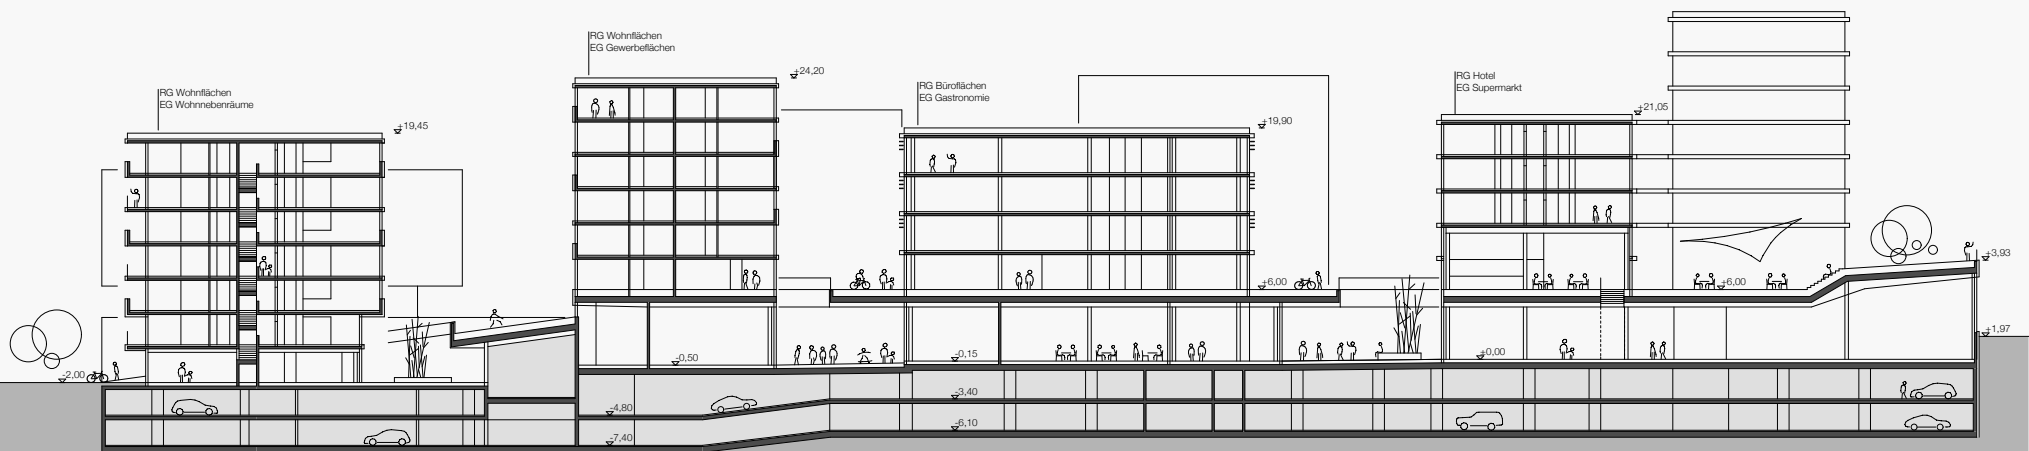 RG Wohnflächen
EG Wohnnebenräume
+19,45
RG Wohnflächen
EG Gewerbeflächen
+24,20
RG Büroflächen
EG Gastronomie
+19,90
RG Hotel
EG Supermarkt
+21,05
+3,93
+6,00
+6,00
+1,97
-2,00
-0,50
-0,15
+0,00
-4,80
-3,40
-7,40
-6,10